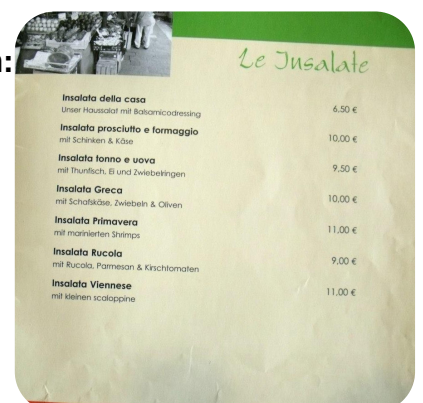 n:
Le Insalate
Insalata della casa
Unser Haussalat mit Balsamicodressing 6,50 €
Insalata prosciutto e formaggio
mit Schinken & Käse 10,00 €
Insalata tonno e uova
mit Thunfisch, Ei und Zwiebelringen 9,50 €
Insalata Greca
mit Schafskäse, Zwiebeln & Oliven 10,00 €
Insalata Primavera
mit marinierten Shrimps 11,00 €
Insalata Rucola
mit Rucola, Parmesan & Kirschtomaten 9,00 €
Insalata Viennese
mit kleinen scaloppine 11,00 €